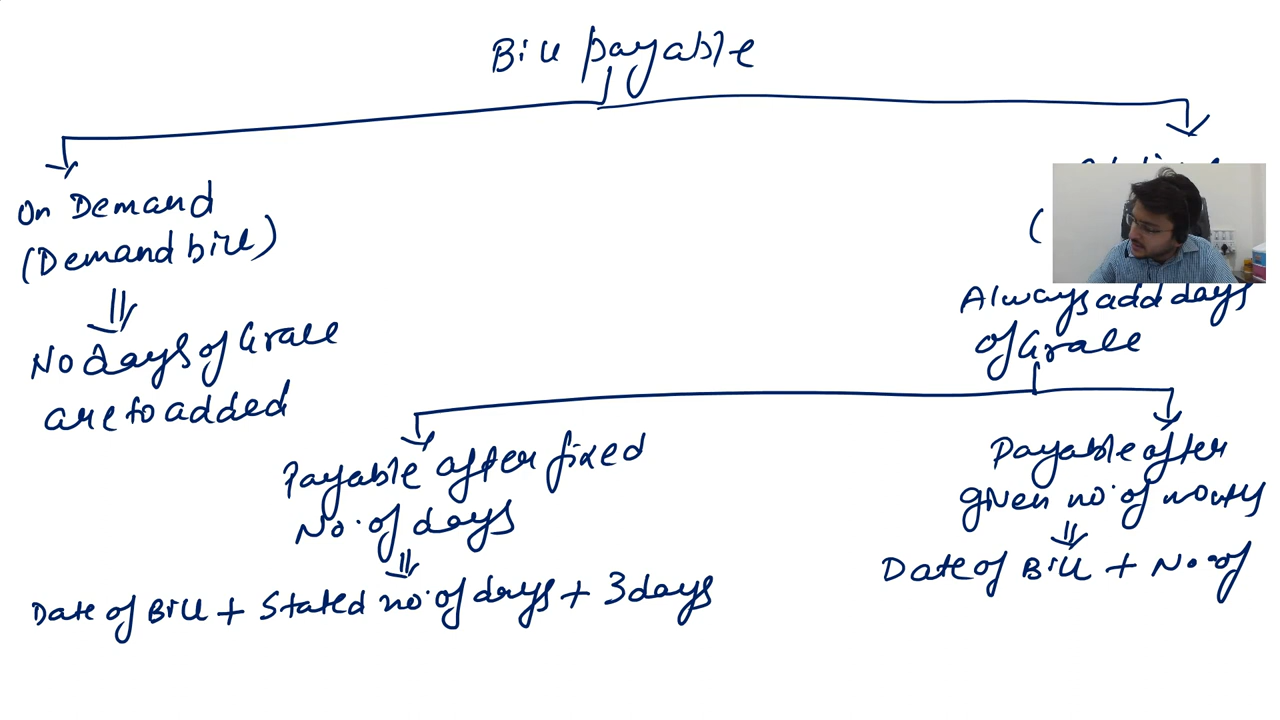 Bill payable
On Demand
(Demand bill)
No days of Grace
are to added
(
Always add days
of Grace
Payable after fixed
No. of days
Date of Bill + Stated no. of days + 3 days
Payable after
given no. of months
Date of Bill + No. of